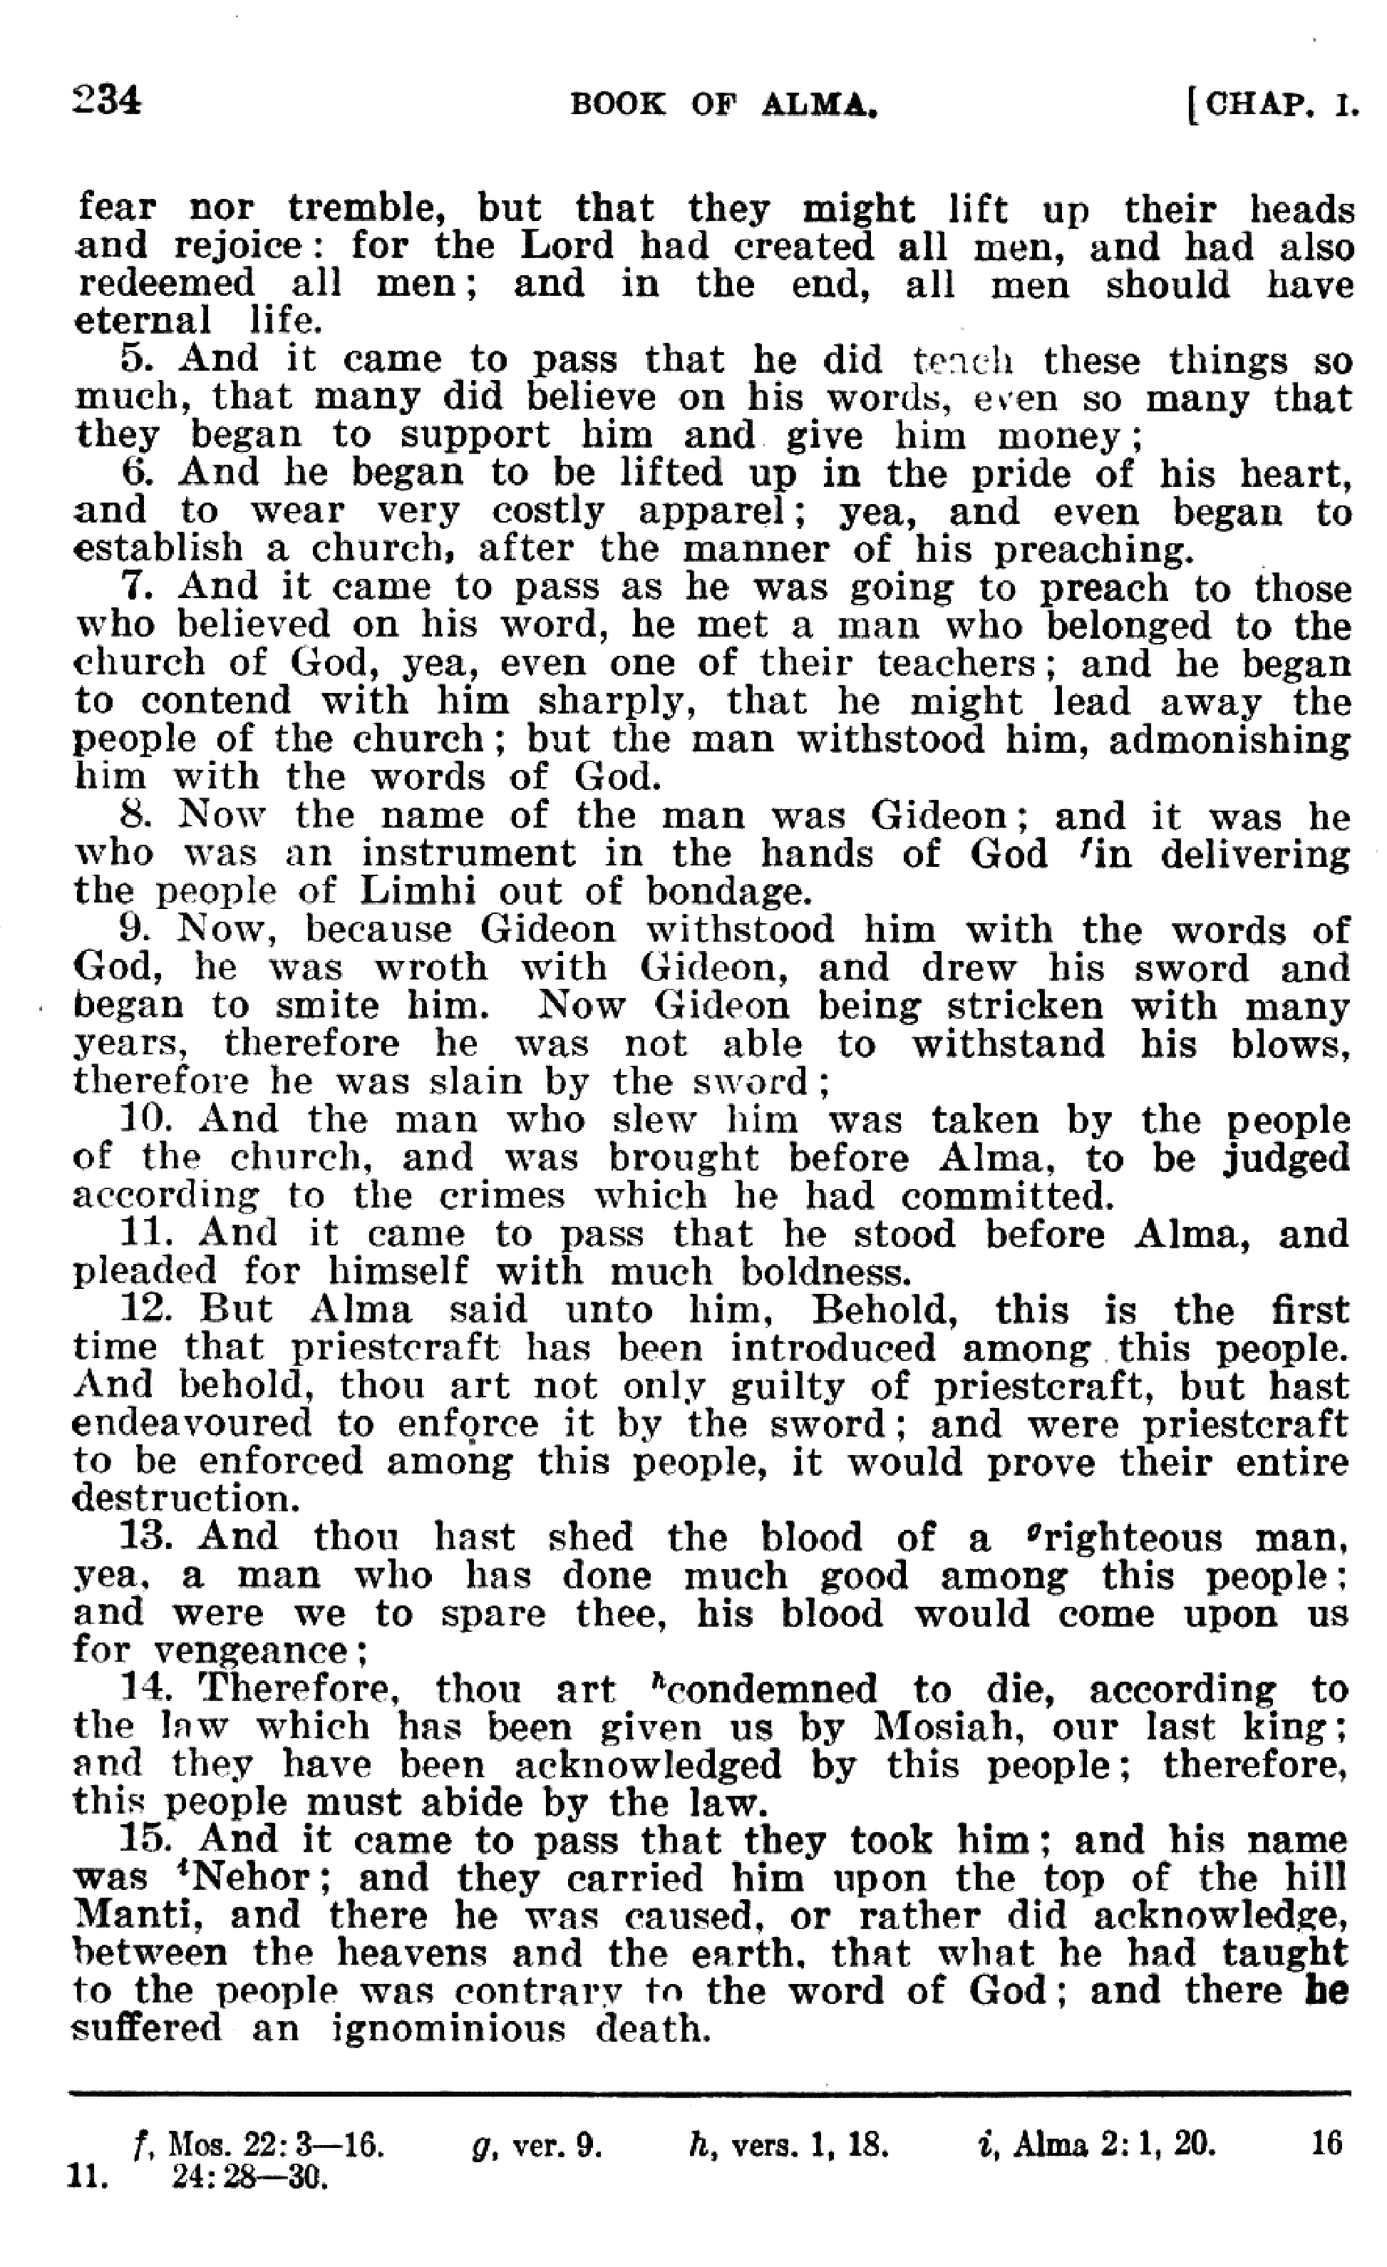 234 BOOK OF ALMA. [CHAP. I.
fear nor tremble, but that they might lift up their heads
and rejoice: for the Lord had created all men, and had also
redeemed all men; and in the end, all men should have
eternal life.
5. And it came to pass that he did teach these things so
much, that many did believe on his words, even so many that
they began to support him and give him money;
6. And he began to be lifted up in the pride of his heart,
and to wear very costly apparel; yea, and even began to
establish a church, after the manner of his preaching.
7. And it came to pass as he was going to preach to those
who believed on his word, he met a man who belonged to the
church of God, yea, even one of their teachers; and he began
to contend with him sharply, that he might lead away the
people of the church; but the man withstood him, admonishing
him with the words of God.
8. Now the name of the man was Gideon; and it was he
who was an instrument in the hands of God fin delivering
the people of Limhi out of bondage.
9. Now, because Gideon withstood him with the words of
God, he was wroth with Gideon, and drew his sword and
began to smite him. Now Gideon being stricken with many
years, therefore he was not able to withstand his blows,
therefore he was slain by the sword;
10. And the man who slew him was taken by the people
of the church, and was brought before Alma, to be judged
according to the crimes which he had committed.
11. And it came to pass that he stood before Alma, and
pleaded for himself with much boldness.
12. But Alma said unto him, Behold, this is the first
time that priestcraft has been introduced among this people.
And behold, thou art not only guilty of priestcraft, but hast
endeavoured to enforce it by the sword; and were priestcraft
to be enforced among this people, it would prove their entire
destruction.
13. And thou hast shed the blood of a grighteous man,
yea, a man who has done much good among this people;
and were we to spare thee, his blood would come upon us
for vengeance;
14. Therefore, thou art hcondemned to die, according to
the law which has been given us by Mosiah, our last king;
and they have been acknowledged by this people; therefore,
this people must abide by the law.
15. And it came to pass that they took him; and his name
was iNehor; and they carried him upon the top of the hill
Manti, and there he was caused, or rather did acknowledge,
between the heavens and the earth, that what he had taught
to the people was contrary to the word of God; and there he
suffered an ignominious death.
f, Mos. 22: 3—16. g, ver. 9. h, vers. 1, 18. i, Alma 2: 1, 20. 16
11. 24: 28—30.